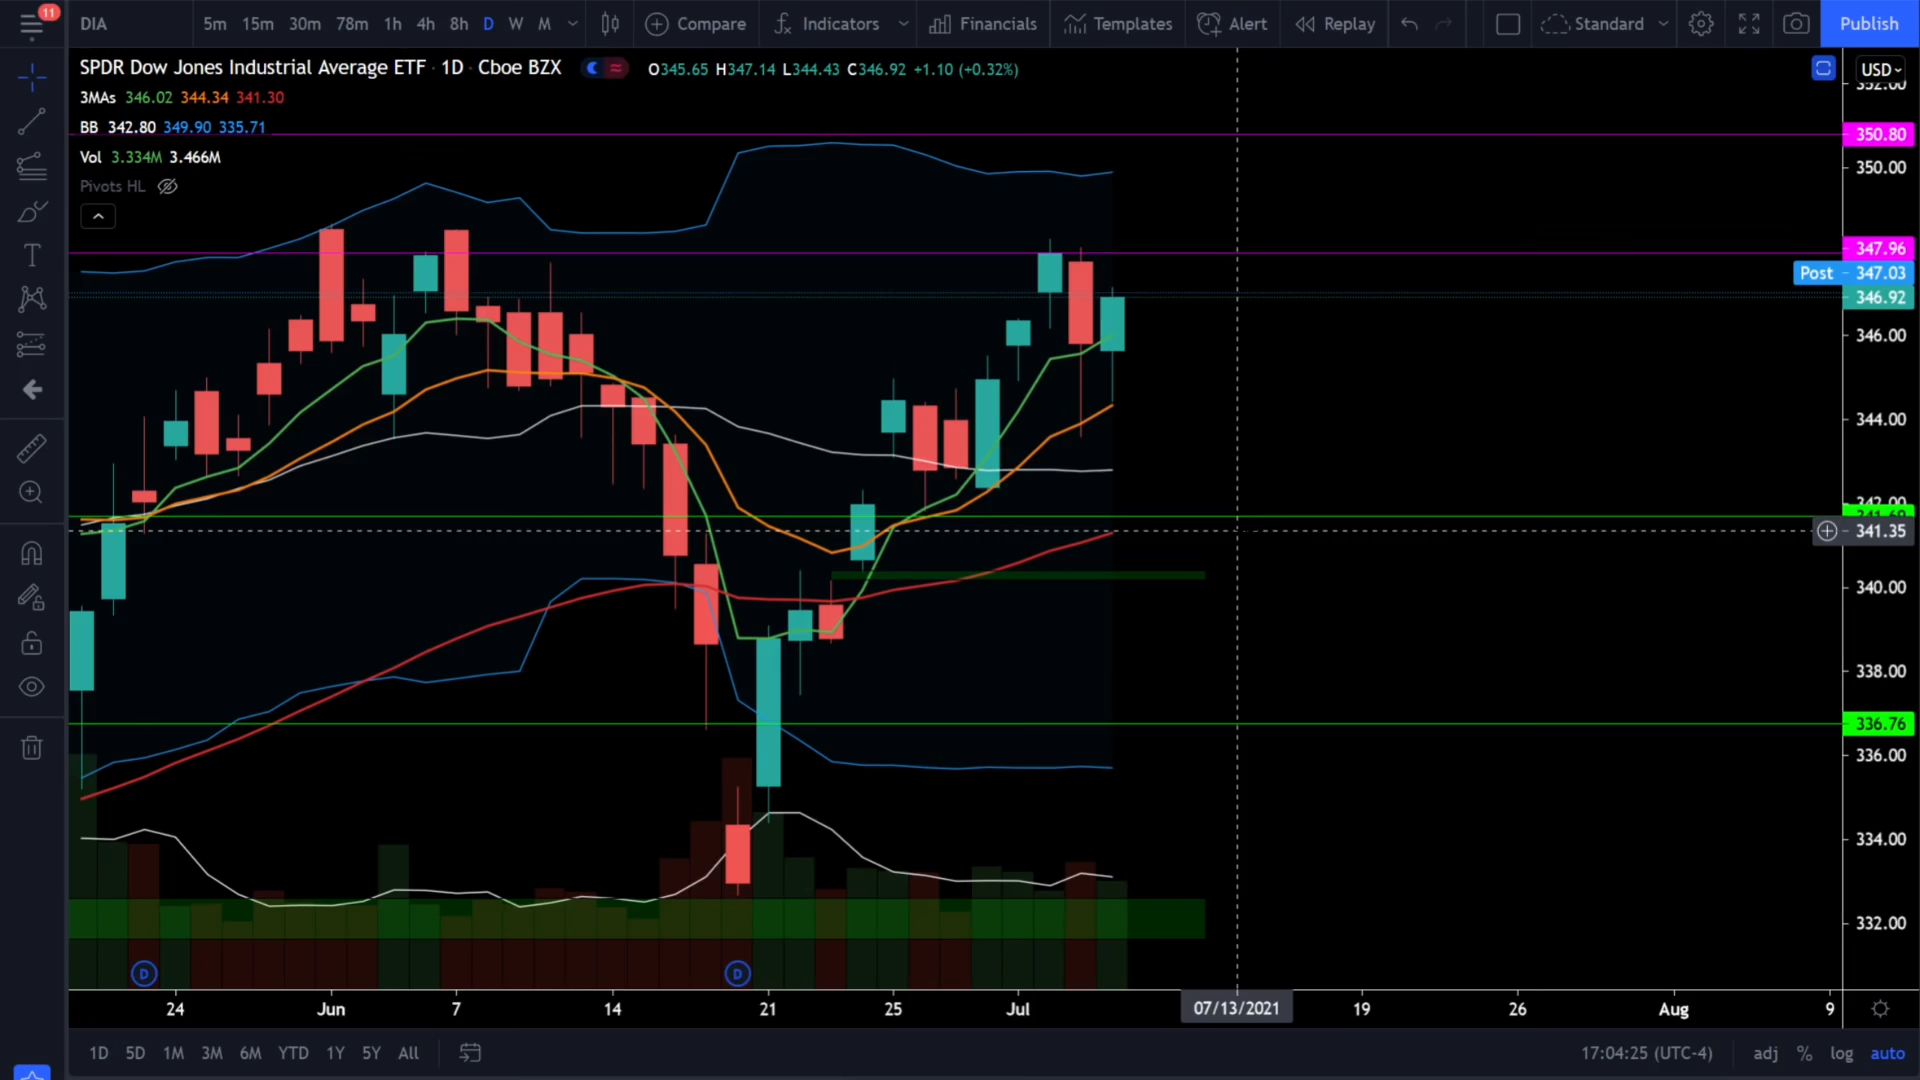 11
DIA 5m 15m 30m 78m 1h 4h 8h D W M Compare Indicators Financials Templates Alert Replay Standard Publish
SPDR Dow Jones Industrial Average ETF · 1D · Cboe BZX O345.65 H347.14 L344.43 C346.92 +1.10 (+0.32%)
3MAs 346.02 344.34 341.30
BB 342.80 349.90 335.71
Vol 3.334M 3.466M
Pivots HL
USD
352.00
350.80
350.00
347.96
Post 347.03
346.92
346.00
344.00
342.00
341.69
341.35
340.00
338.00
336.76
336.00
334.00
332.00
D D
24 Jun 7 14 21 25 Jul 07/13/2021 19 26 Aug 9
1D 5D 1M 3M 6M YTD 1Y 5Y All 17:04:25 (UTC-4) adj % log auto